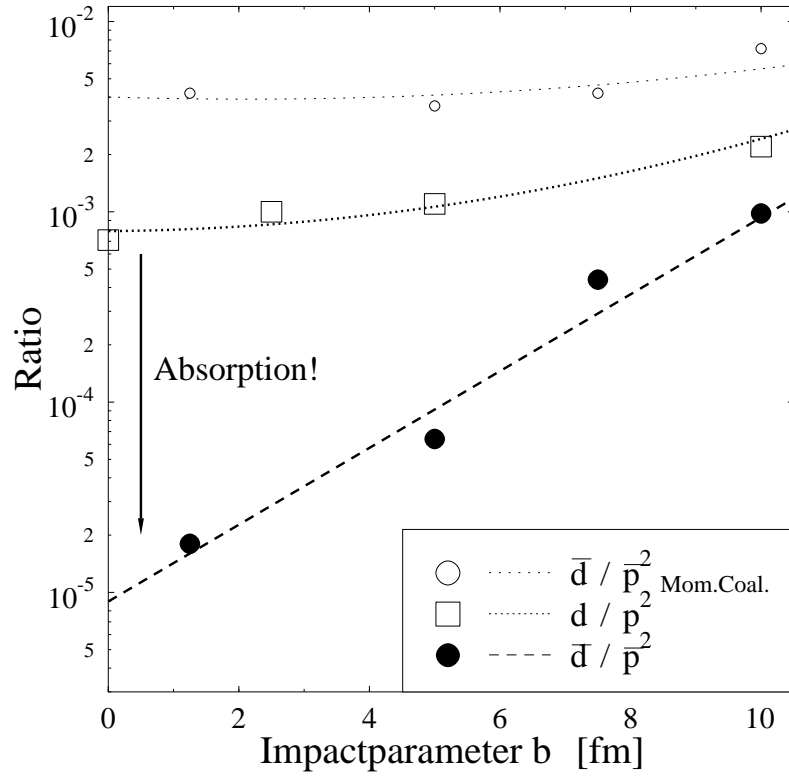 10⁻²
5
2
10⁻³
5
2
10⁻⁴
5
2
10⁻⁵
5
Ratio
Absorption!
d̅ / p̅² Mom.Coal.
d / p²
d̅ / p̅²
0 2 4 6 8 10
Impactparameter b [fm]